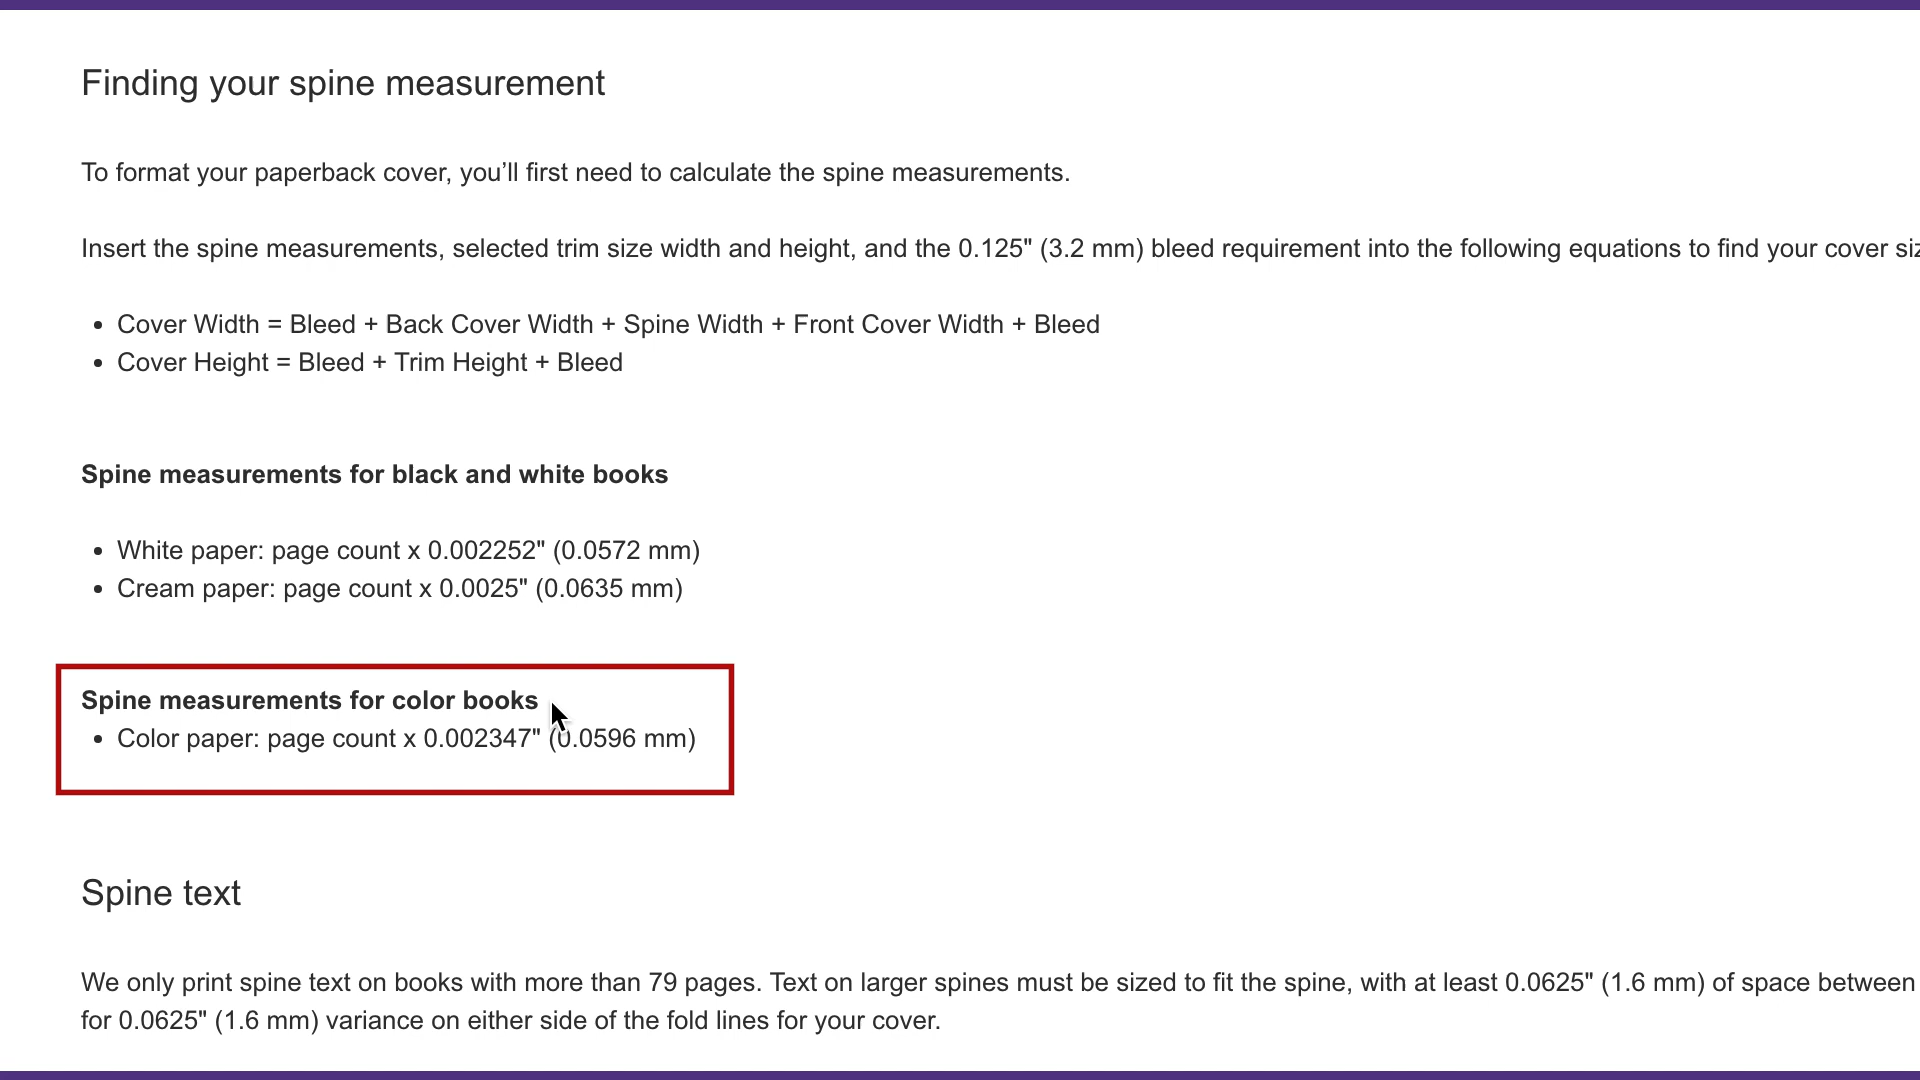 Finding your spine measurement
To format your paperback cover, you’ll first need to calculate the spine measurements.
Insert the spine measurements, selected trim size width and height, and the 0.125" (3.2 mm) bleed requirement into the following equations to find your cover siz
• Cover Width = Bleed + Back Cover Width + Spine Width + Front Cover Width + Bleed
• Cover Height = Bleed + Trim Height + Bleed
Spine measurements for black and white books
• White paper: page count x 0.002252" (0.0572 mm)
• Cream paper: page count x 0.0025" (0.0635 mm)
Spine measurements for color books
• Color paper: page count x 0.002347" (0.0596 mm)
Spine text
We only print spine text on books with more than 79 pages. Text on larger spines must be sized to fit the spine, with at least 0.0625" (1.6 mm) of space between
for 0.0625" (1.6 mm) variance on either side of the fold lines for your cover.